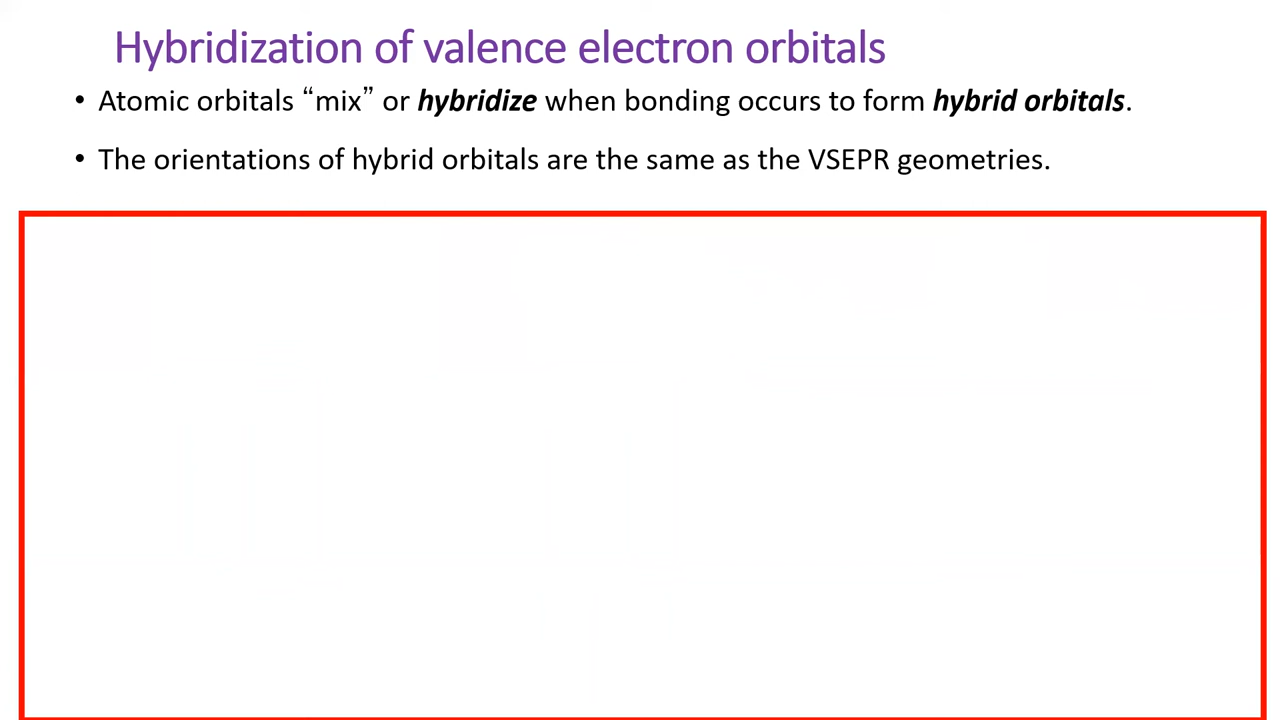 Hybridization of valence electron orbitals
• Atomic orbitals “mix” or hybridize when bonding occurs to form hybrid orbitals.
• The orientations of hybrid orbitals are the same as the VSEPR geometries.